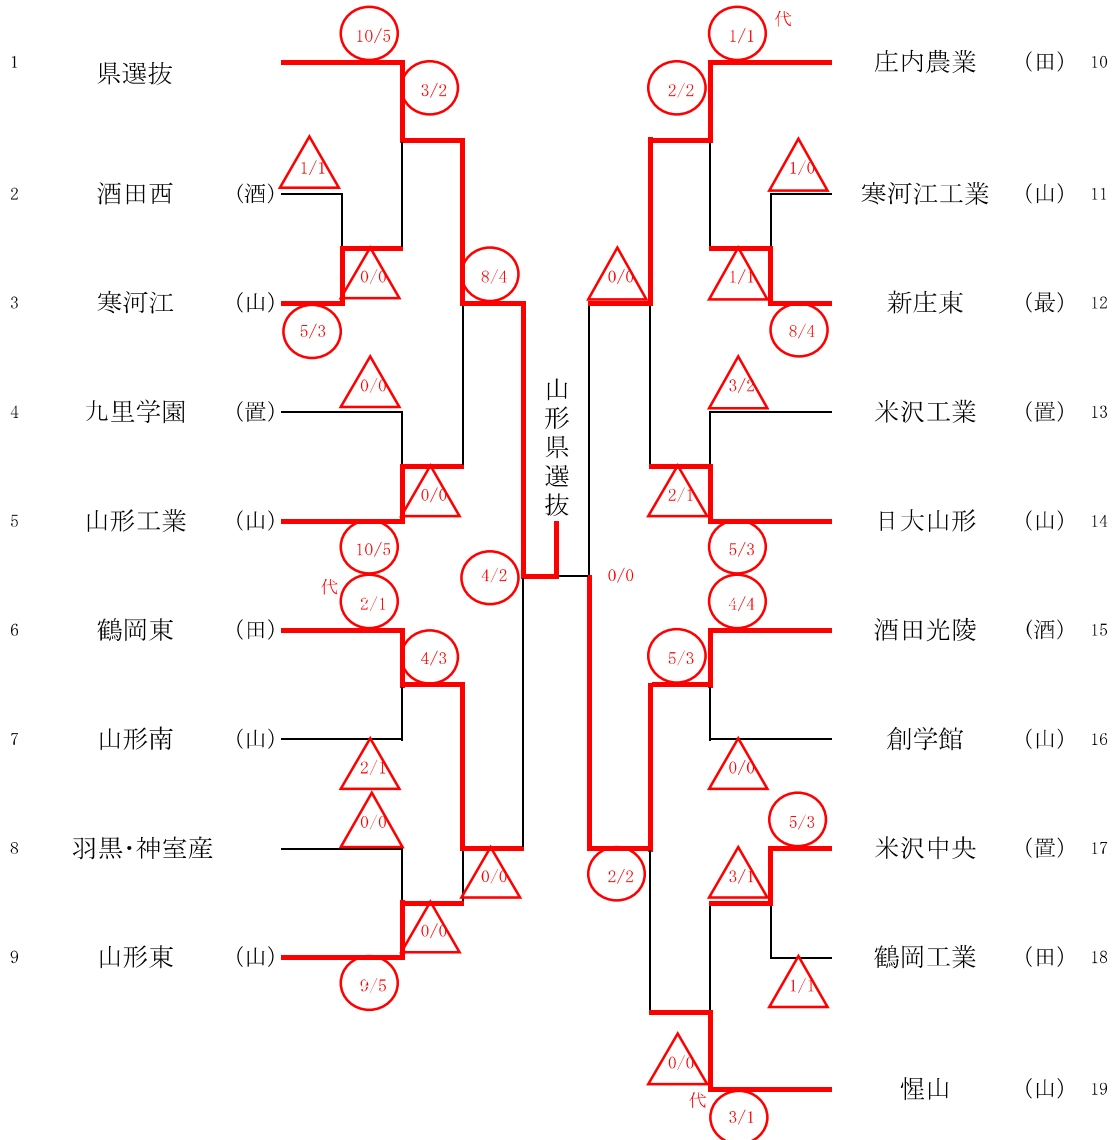 1 県選抜
2 酒田西 (酒)
3 寒河江 (山)
4 九里学園 (置)
5 山形工業 (山)
6 鶴岡東 (田)
7 山形南 (山)
8 羽黒・神室産
9 山形東 (山)
10/5
3/2
1/1
0/0
5/3
8/4
0/0
0/0
10/5
代
2/1
4/3
2/1
0/0
0/0
0/0
9/5
4/2
山形県選抜
0/0
1/1 代
2/2
1/0
0/0
1/1
8/4
3/2
2/1
5/3
4/4
5/3
0/0
5/3
2/2
3/1
1/1
0/0
代
3/1
庄内農業 (田) 10
寒河江工業 (山) 11
新庄東 (最) 12
米沢工業 (置) 13
日大山形 (山) 14
酒田光陵 (酒) 15
創学館 (山) 16
米沢中央 (置) 17
鶴岡工業 (田) 18
惺山 (山) 19